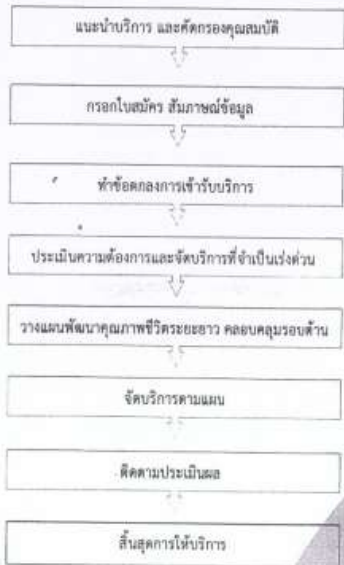 แนะนำบริการ และคัดกรองคุณสมบัติ
กรอกใบสมัคร สัมภาษณ์ข้อมูล
ทำข้อตกลงการเข้ารับบริการ
ประเมินความต้องการและจัดบริการที่จำเป็นเร่งด่วน
วางแผนพัฒนาคุณภาพชีวิตระยะยาว คลอบคลุมรอบด้าน
จัดบริการตามแผน
ติดตามประเมินผล
สิ้นสุดการให้บริการ